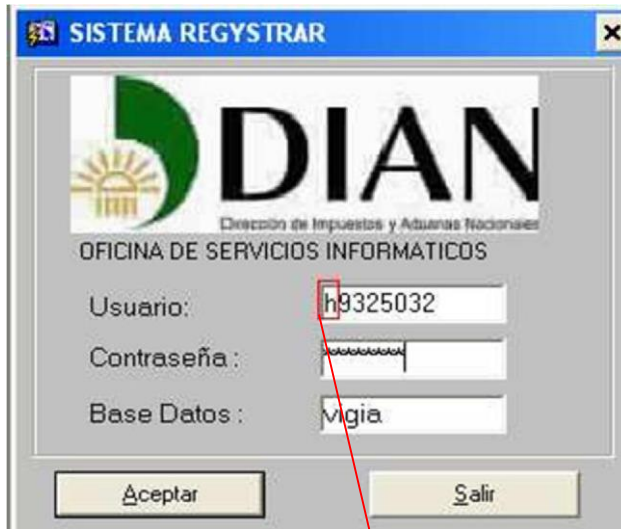 SISTEMA REGYSTRAR
DIAN
Dirección de Impuestos y Aduanas Nacionales
OFICINA DE SERVICIOS INFORMATICOS
Usuario: h9325032
Contraseña : ********
Base Datos : vigia
Aceptar Salir